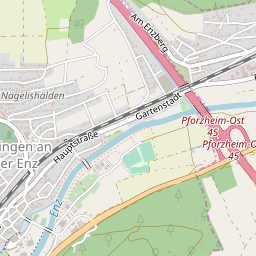 Am Enzberg
Nägelishälden
Gartenstadt
Hauptstraße
Pforzheim-Ost
45
Pforzheim-Ost
45
ingen an
er Enz
Enz